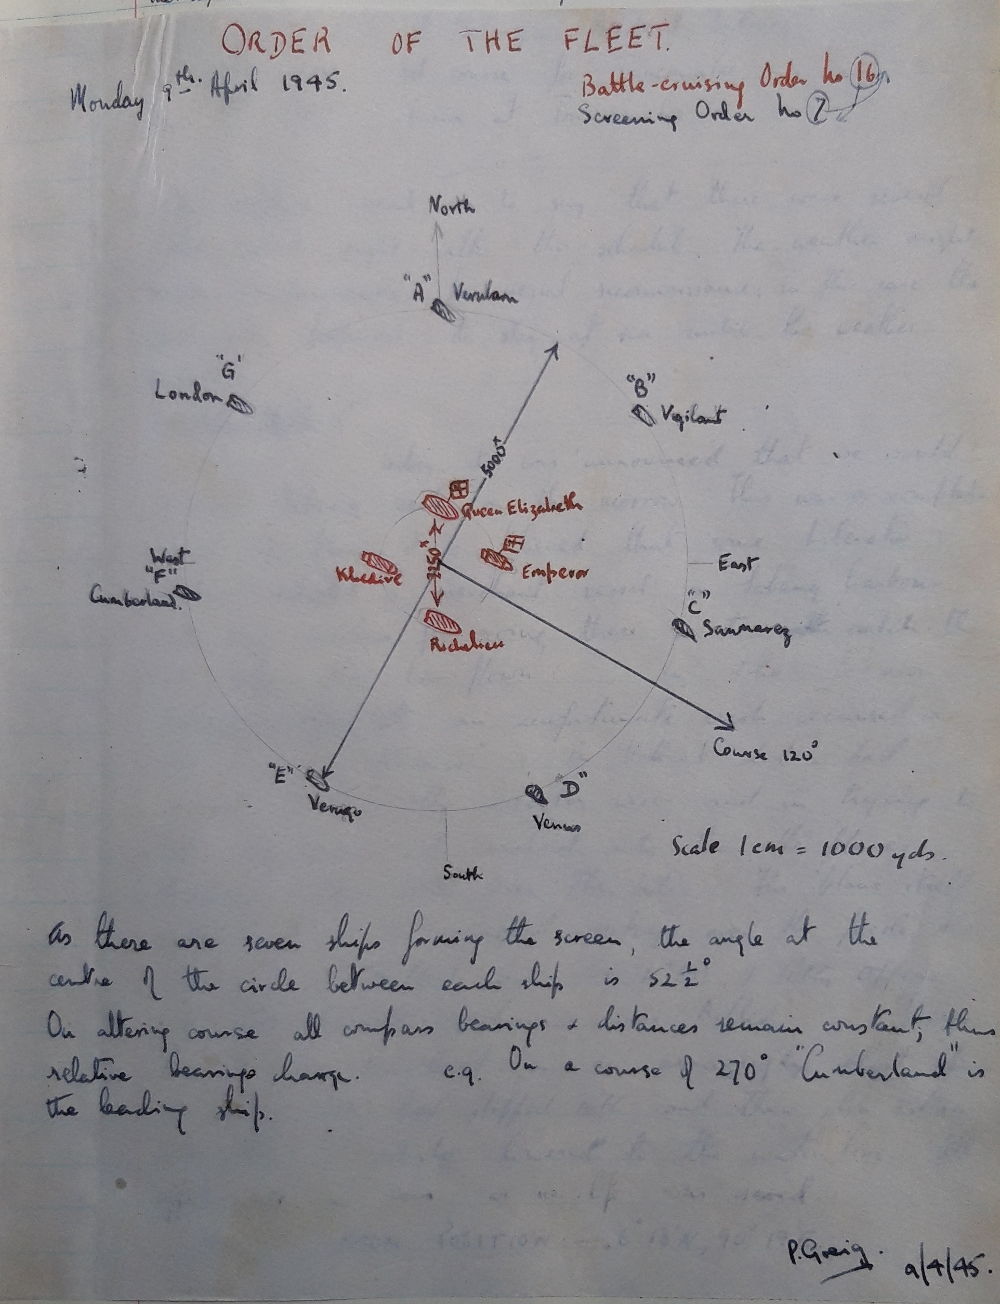 ORDER OF THE FLEET.
Monday 9th. April 1945.
Battle-cruising Order No 16
Screening Order No 7
North
"A" Verulam
"G"
London
"B"
Vigilant
5000x
Queen Elizabeth
West
"F"
Cumberland
Khedive
Emperor
East
"C"
Saumarez
Richelieu
Course 120°
"E"
"D"
Venus
Scale 1 cm = 1000 yds.
South
As there are seven ships forming the screen, the angle at the
centre of the circle between each ship is 52 1/2°
On altering course all compass bearings & distances remain constant, thus
relative bearings change. e.g. On a course of 270° "Cumberland" is
the leading ship.
P.Greig.
9/4/45.